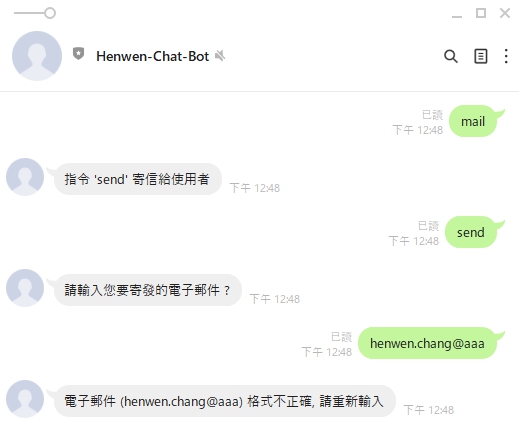 Henwen-Chat-Bot
已讀
下午 12:48
mail
指令 'send' 寄信給使用者
下午 12:48
已讀
下午 12:48
send
請輸入您要寄發的電子郵件 ?
下午 12:48
已讀
下午 12:48
henwen.chang@aaa
電子郵件 (henwen.chang@aaa) 格式不正確, 請重新輸入
下午 12:48